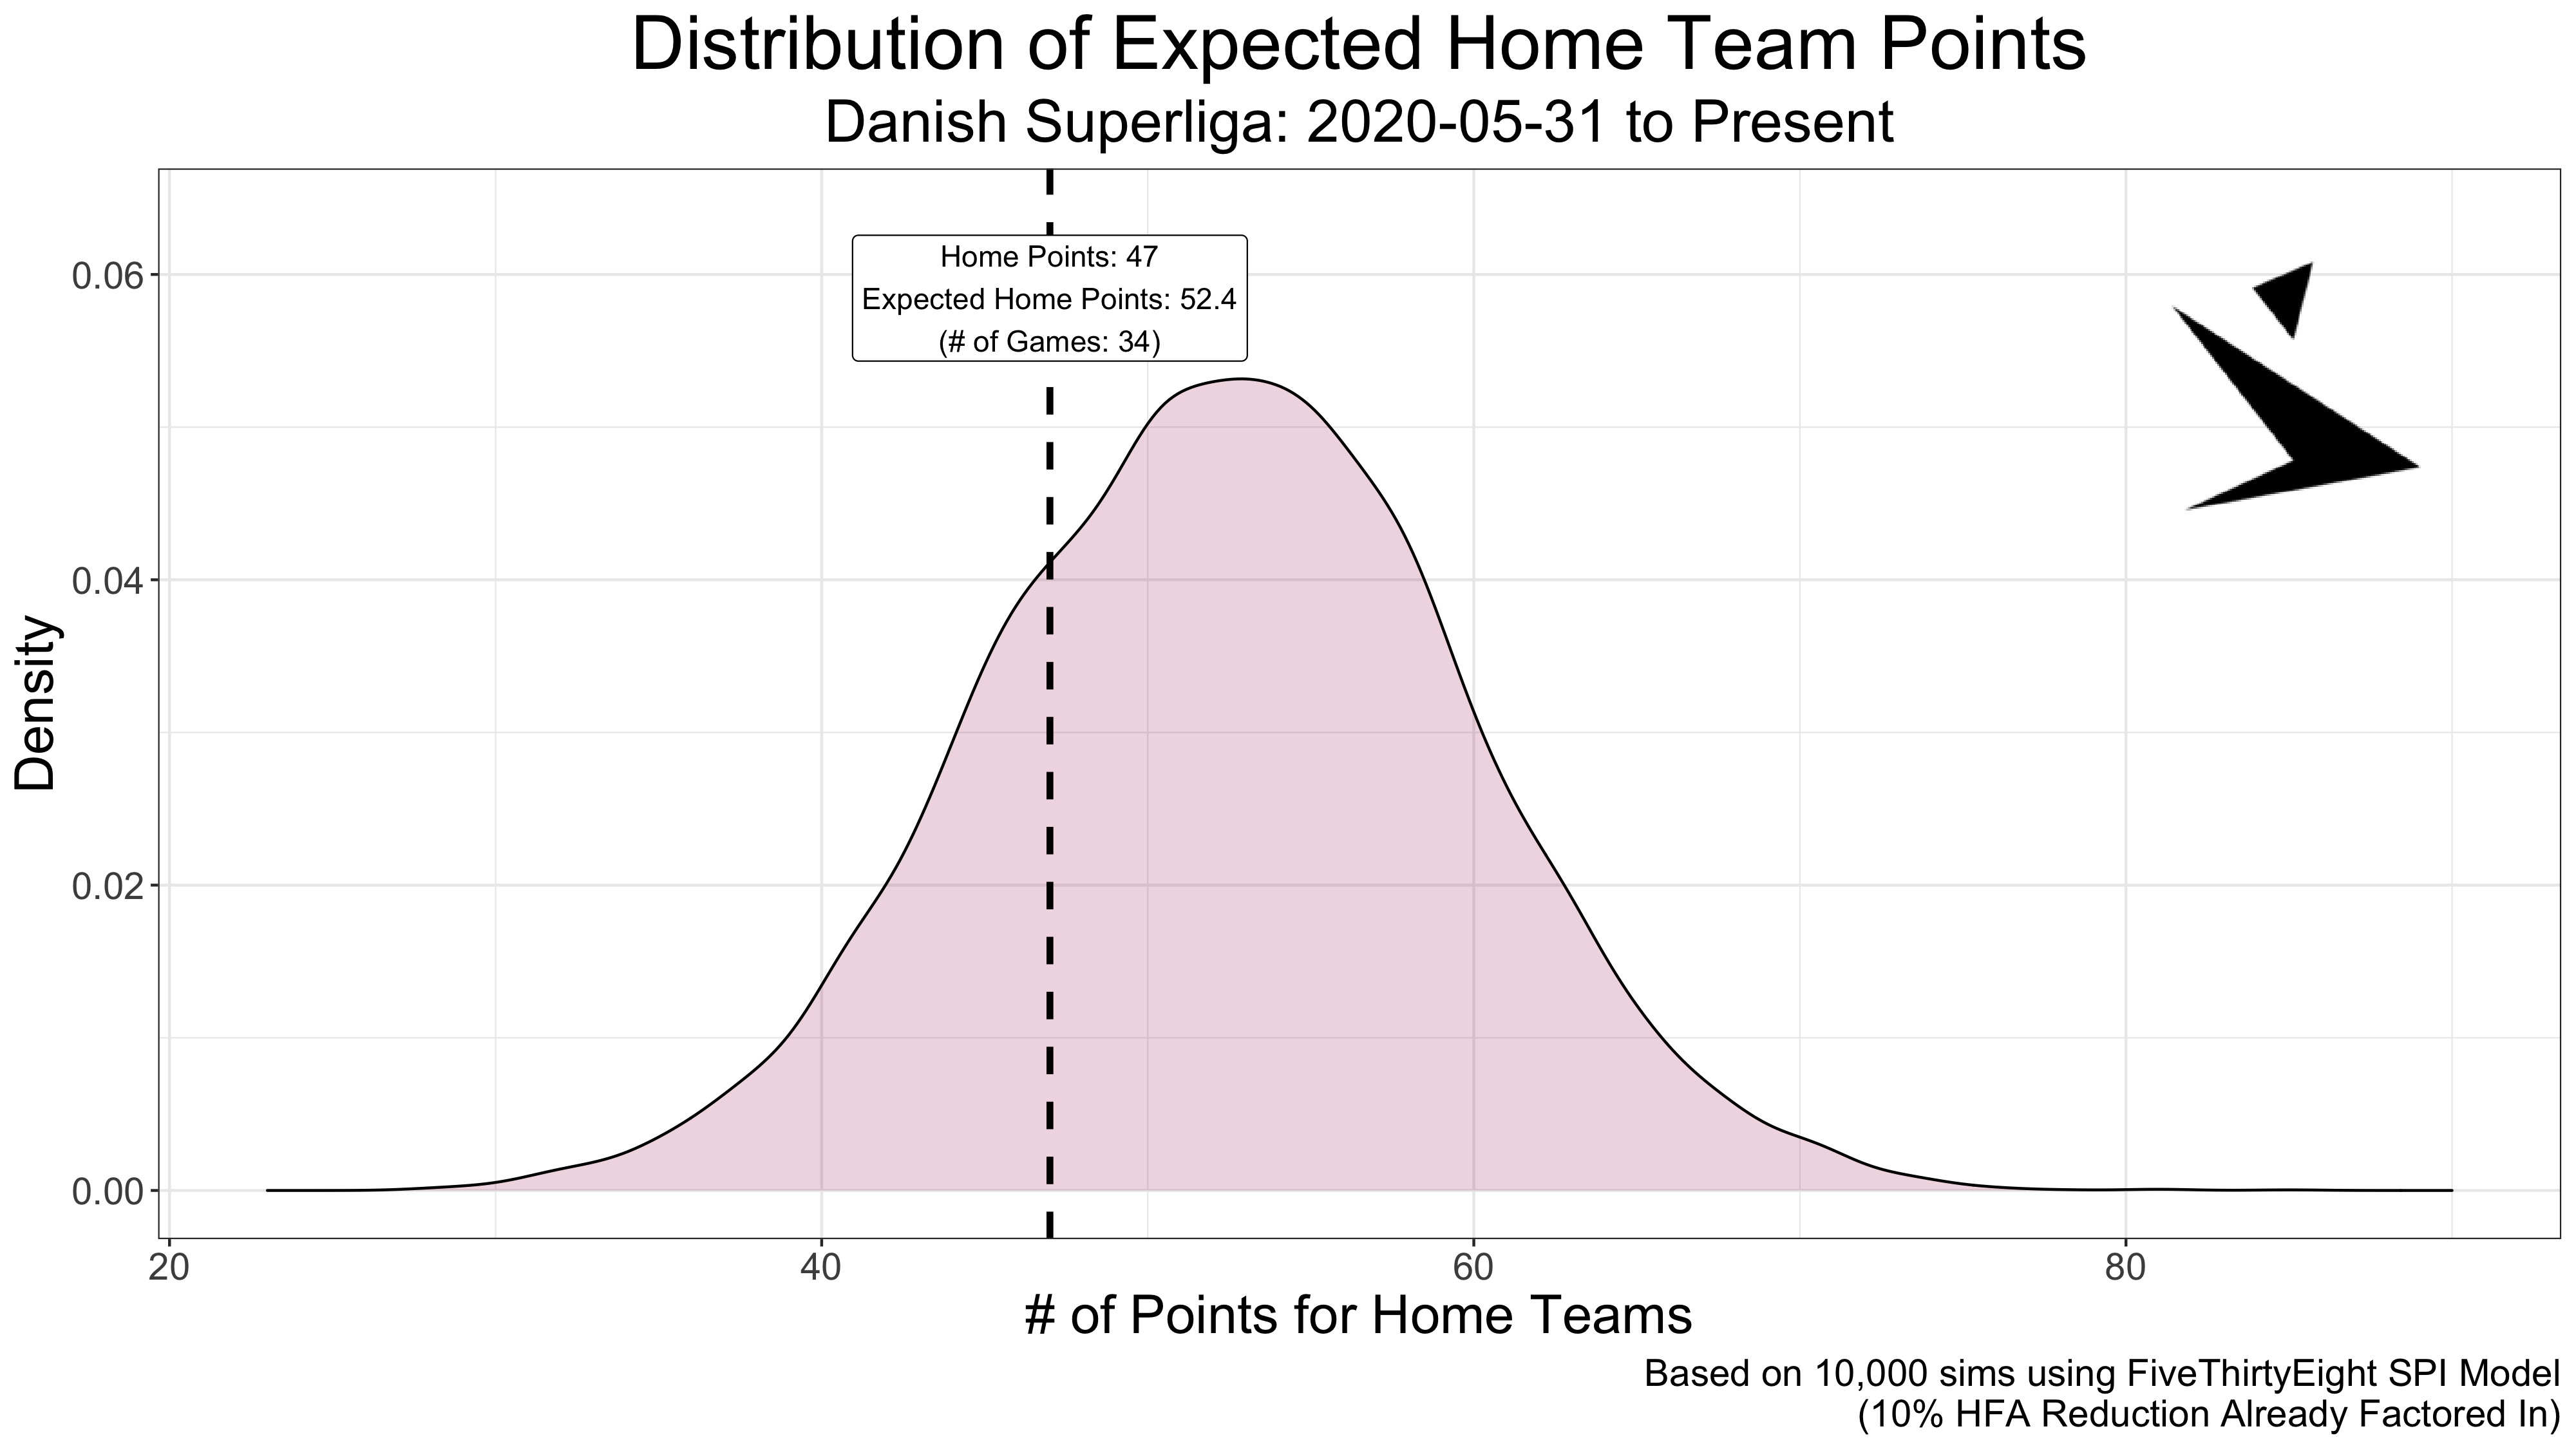 Distribution of Expected Home Team Points
Danish Superliga: 2020-05-31 to Present
Home Points: 47
Expected Home Points: 52.4
(# of Games: 34)
Density
0.06
0.04
0.02
0.00
20 40 60 80
# of Points for Home Teams
Based on 10,000 sims using FiveThirtyEight SPI Model
(10% HFA Reduction Already Factored In)